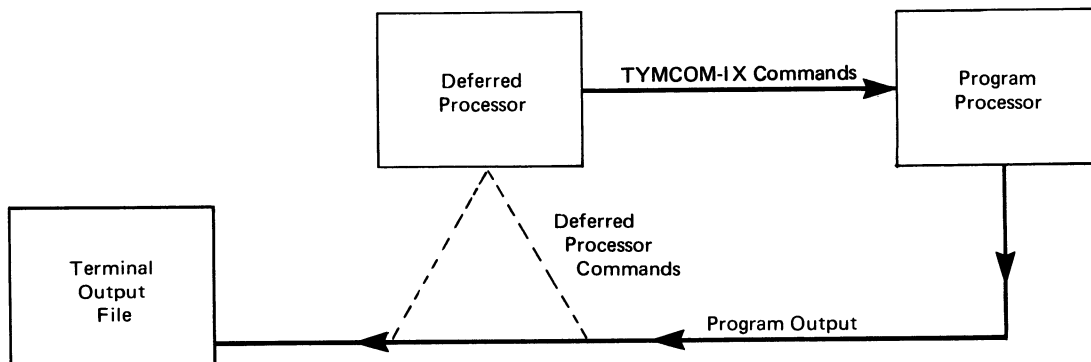 Deferred
Processor
TYMCOM-IX Commands
Program
Processor
Deferred
Processor
Commands
Terminal
Output
File
Program Output